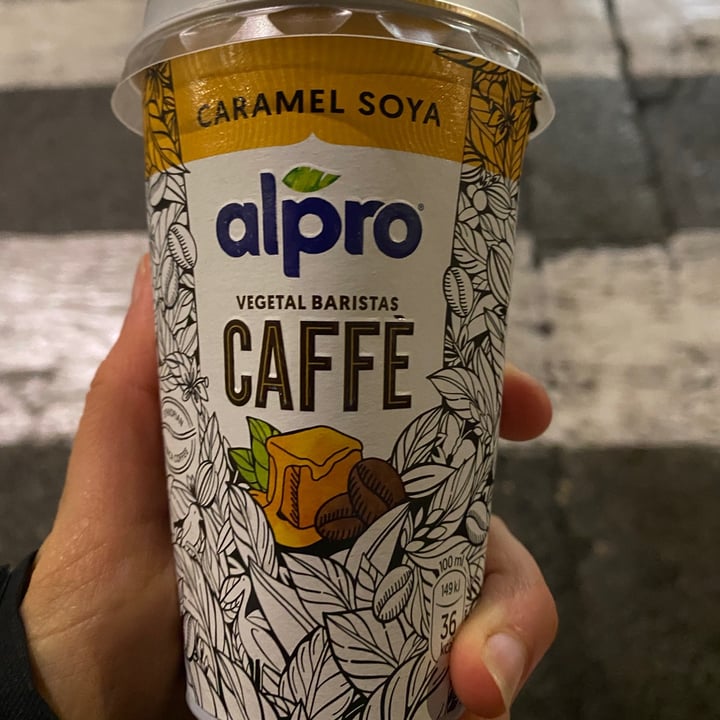 CARAMEL SOYA
alpro®
VEGETAL BARISTAS
CAFFÈ
100 ml
149 kJ
36